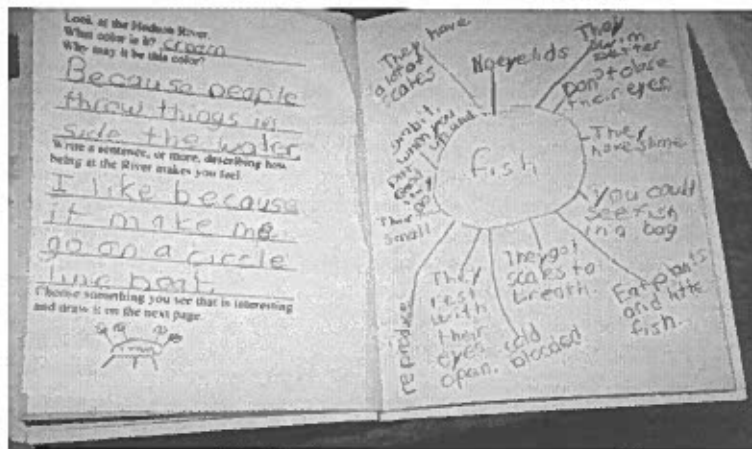 Look at the Hudson River.
What color is it? cream
Why may it be this color?
Because people
throw things in
side the water
Write a sentence, or more, describing how
being at the River makes you feel.
I like because
it make me
go on a circle
line boat.
Choose something you see that is interesting
and draw it on the next page.
They have
a lot of
scales
No eyelids
They
swim
better
Don't close
their eyes.
They
have slime
You could
see fish
in a bag
Eat plants
and little
fish.
They got
scales to
breath.
cold
blooded
They
rest
with
their
eyes
open.
reproduce
small
fish